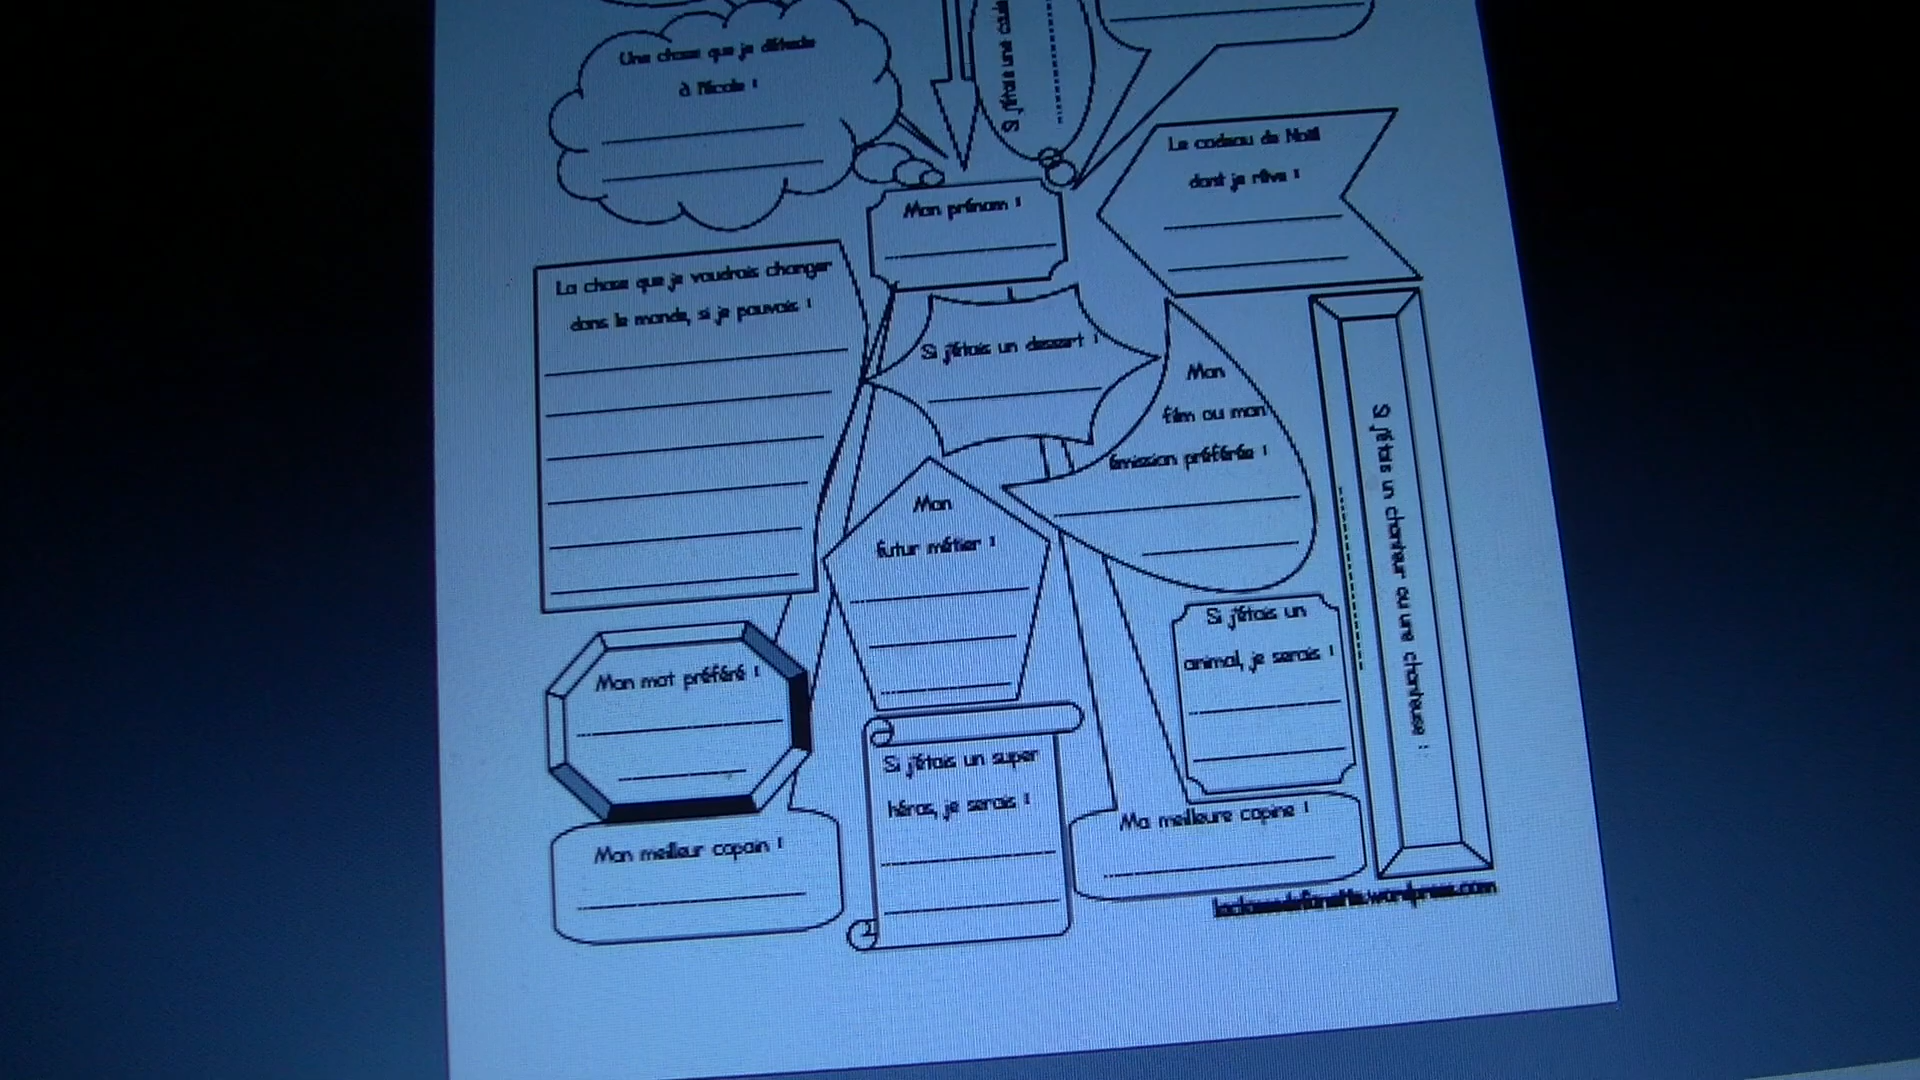 Une chose que je déteste
à l'école :
Si j'étais une
Le cadeau de Noël
dont je rêve :
Mon prénom :
La chose que je voudrais changer
dans le monde, si je pouvais :
Si j'étais un dessert :
Mon
film ou mon
émission préférée :
Si j'étais un chanteur ou une chanteuse :
Mon
futur métier :
Si j'étais un
animal, je serais :
Mon mot préféré :
Si j'étais un super
héros, je serais :
Ma meilleure copine :
Mon meilleur copain :